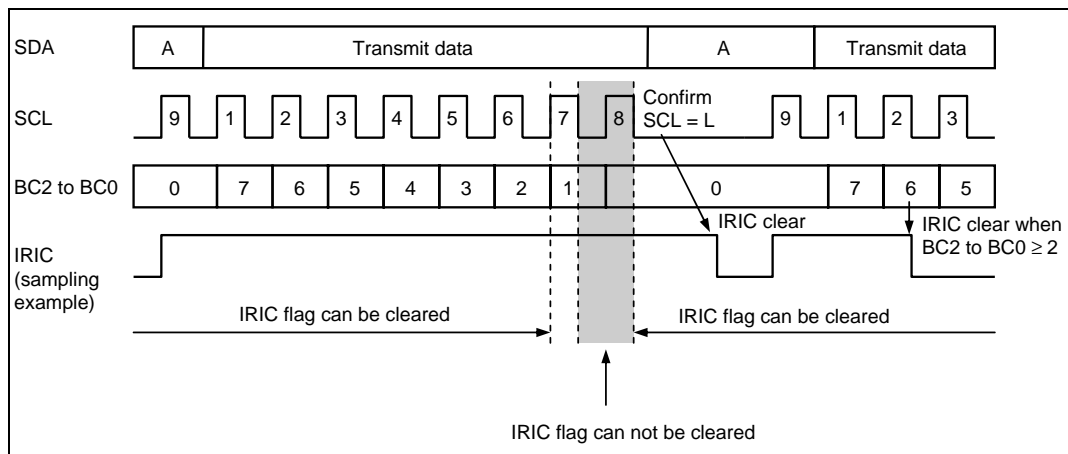 SDA A Transmit data A Transmit data
SCL 9 1 2 3 4 5 6 7 8 9 1 2 3
Confirm
SCL = L
BC2 to BC0 0 7 6 5 4 3 2 1 0 7 6 5
IRIC clear
IRIC clear when
BC2 to BC0 ≥ 2
IRIC
(sampling
example)
IRIC flag can be cleared IRIC flag can be cleared
IRIC flag can not be cleared